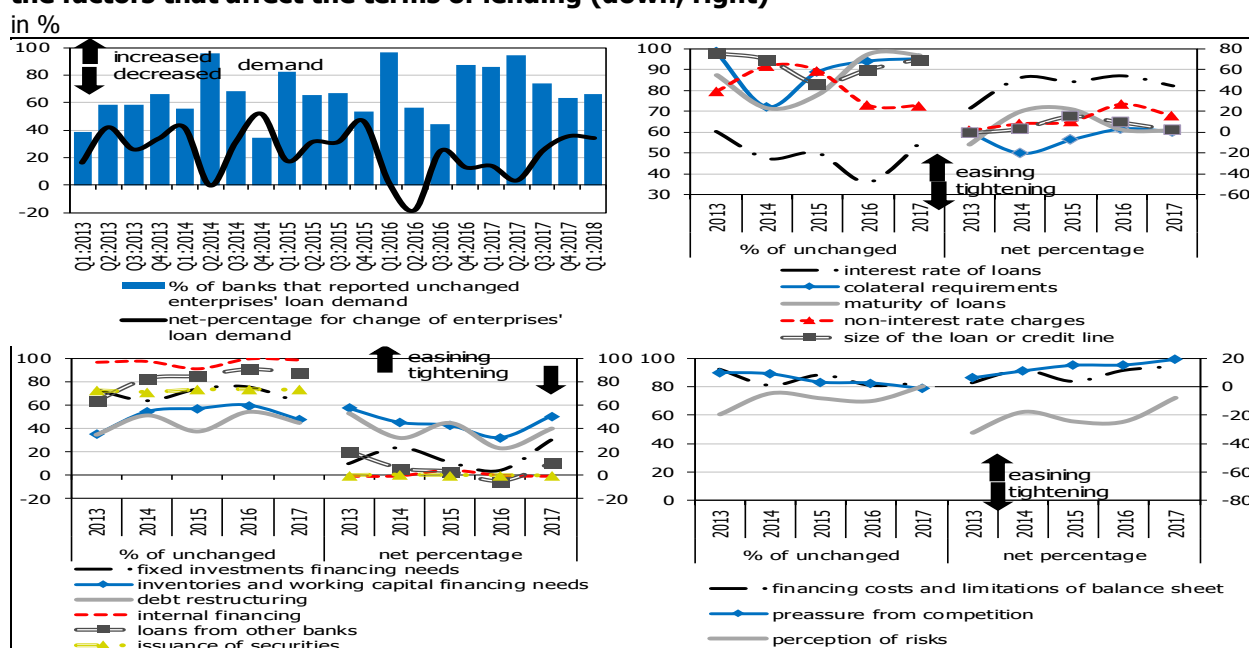 the factors that affect the terms of lending (down, right)
in %
100
80
60
40
20
0
-20
increased
decreased
demand
Q1:2013
Q2:2013
Q3:2013
Q4:2013
Q1:2014
Q2:2014
Q3:2014
Q4:2014
Q1:2015
Q2:2015
Q3:2015
Q4:2015
Q1:2016
Q2:2016
Q3:2016
Q4:2016
Q1:2017
Q2:2017
Q3:2017
Q4:2017
Q1:2018
% of banks that reported unchanged
enterprises' loan demand
net-percentage for change of enterprises'
loan demand
100
90
80
70
60
50
40
30
80
60
40
20
0
-20
-40
-60
easinng
tightening
2013
2014
2015
2016
2017
2013
2014
2015
2016
2017
% of unchanged
net percentage
interest rate of loans
colateral requirements
maturity of loans
non-interest rate charges
size of the loan or credit line
100
80
60
40
20
0
-20
100
80
60
40
20
0
-20
easining
tightening
2013
2014
2015
2016
2017
2013
2014
2015
2016
2017
% of unchanged
net percentage
fixed investments financing needs
inventories and working capital financing needs
debt restructuring
internal financing
loans from other banks
issuance of securities
100
80
60
40
20
0
20
0
-20
-40
-60
-80
easining
tightening
2013
2014
2015
2016
2017
2013
2014
2015
2016
2017
% of unchanged
net percentage
financing costs and limitations of balance sheet
preassure from competition
perception of risks